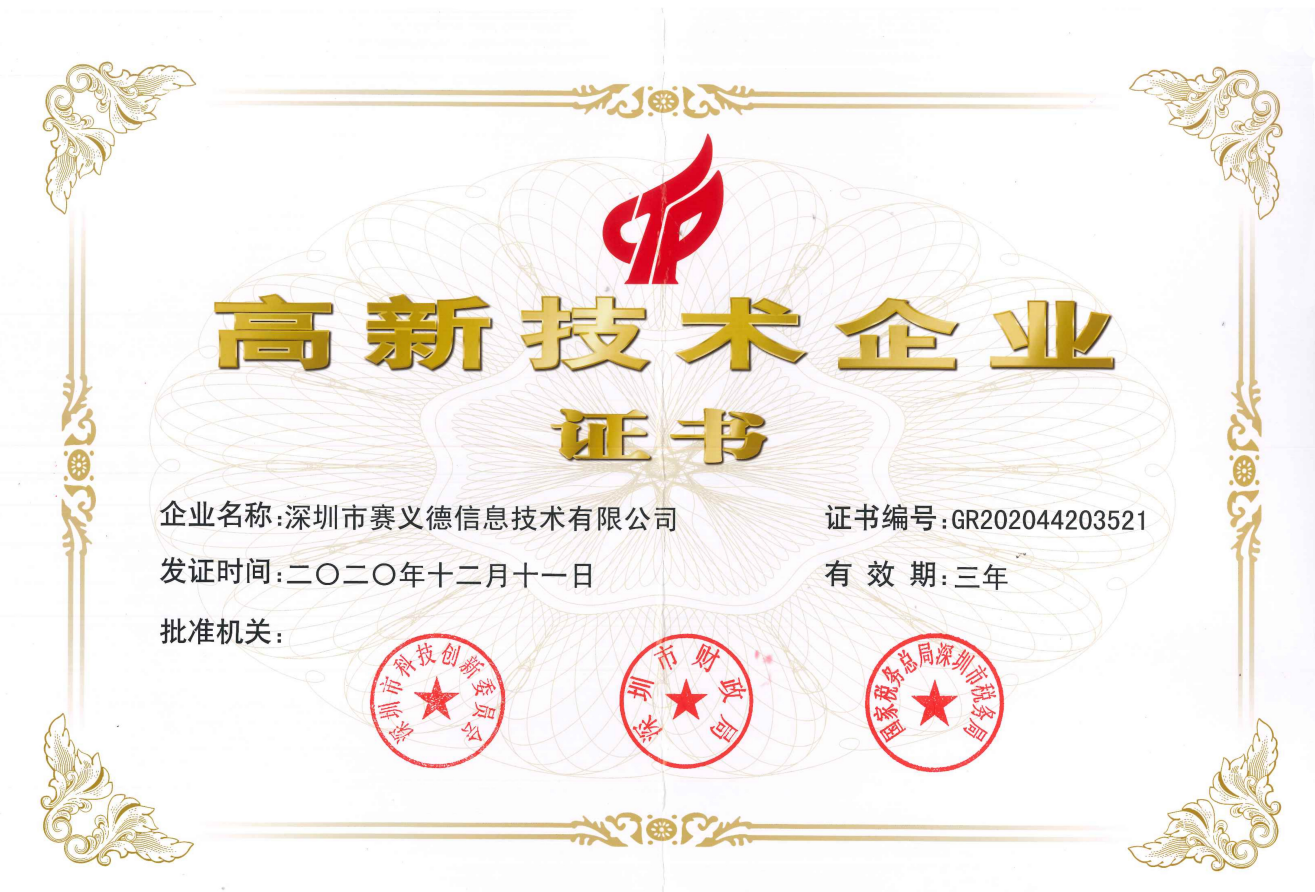 高新技术企业
证书
企业名称:深圳市赛义德信息技术有限公司
证书编号:GR202044203521
发证时间:二〇二〇年十二月十一日
有效期:三年
批准机关:
深圳市科技创新委员会
深圳市财政局
国家税务总局深圳市税务局